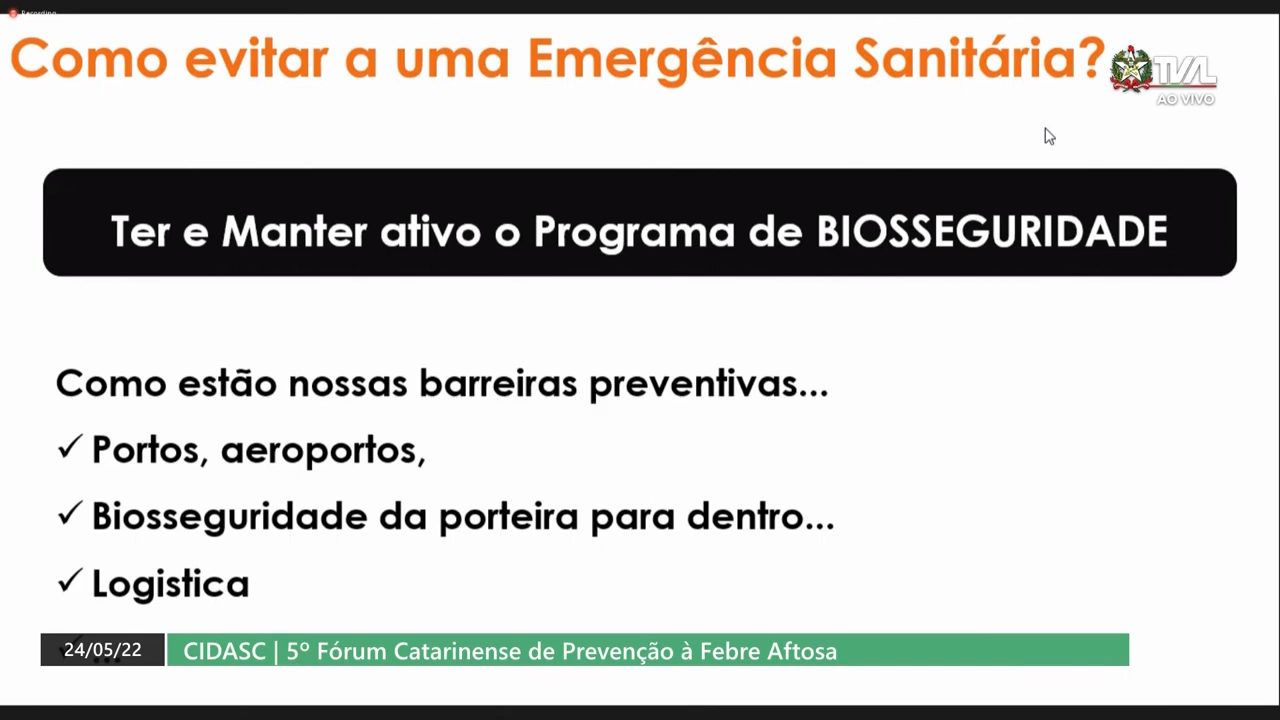 Recording
Como evitar a uma Emergência Sanitária?
TVAL
AO VIVO
Ter e Manter ativo o Programa de BIOSSEGURIDADE
Como estão nossas barreiras preventivas...
✓ Portos, aeroportos,
✓ Biosseguridade da porteira para dentro...
✓ Logistica
✓ ...
24/05/22 CIDASC | 5º Fórum Catarinense de Prevenção à Febre Aftosa